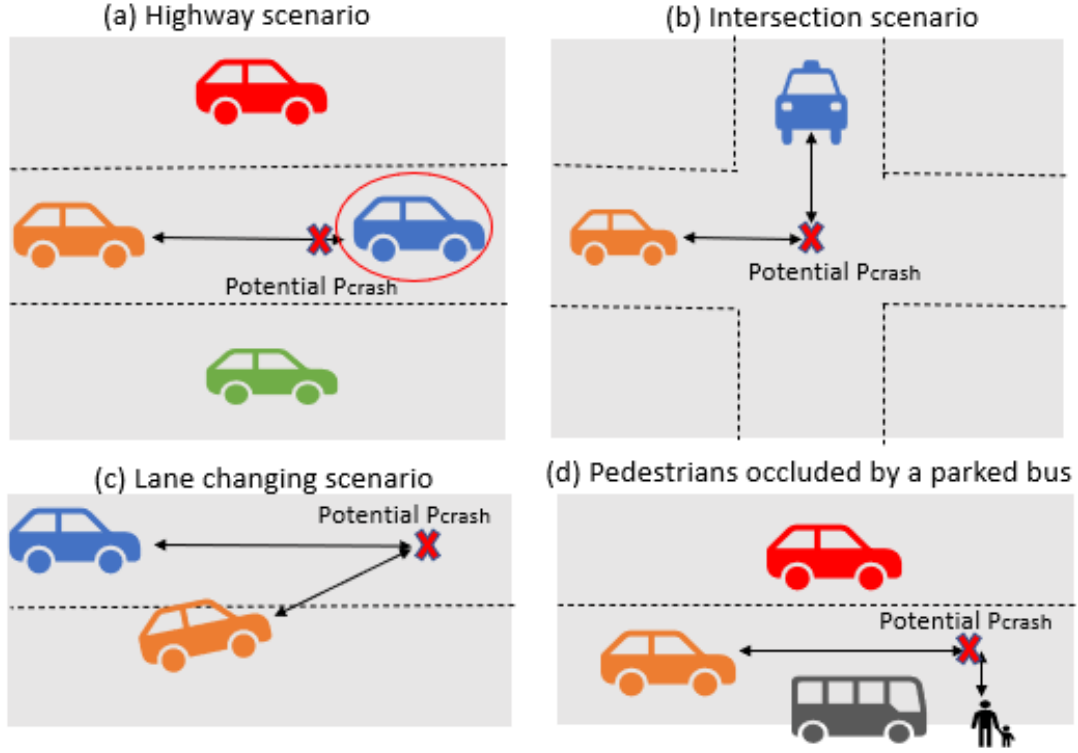 (a) Highway scenario
(b) Intersection scenario
Potential Pcrash
Potential Pcrash
(c) Lane changing scenario
(d) Pedestrians occluded by a parked bus
Potential Pcrash
Potential Pcrash